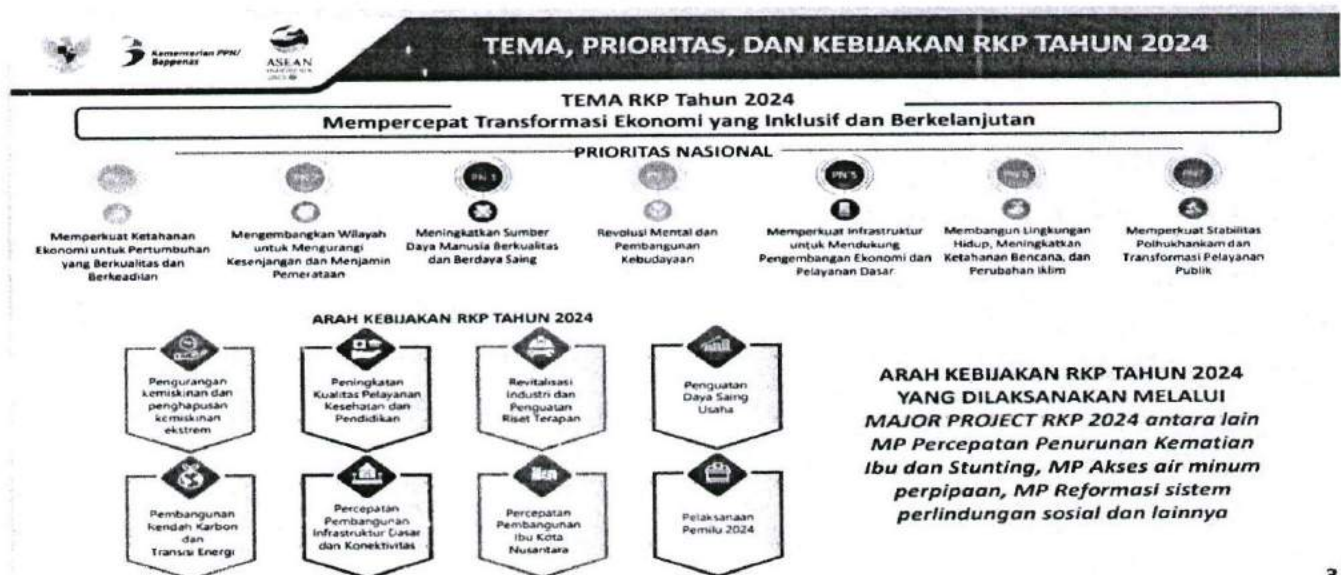 Kementerian PPN/
Bappenas
ASEAN
TEMA, PRIORITAS, DAN KEBIJAKAN RKP TAHUN 2024
TEMA RKP Tahun 2024
Mempercepat Transformasi Ekonomi yang Inklusif dan Berkelanjutan
PRIORITAS NASIONAL
PN 3
PN 5
Memperkuat Ketahanan
Ekonomi untuk Pertumbuhan
yang Berkualitas dan
Berkeadilan
Mengembangkan Wilayah
untuk Mengurangi
Kesenjangan dan Menjamin
Pemerataan
Meningkatkan Sumber
Daya Manusia Berkualitas
dan Berdaya Saing
Revolusi Mental dan
Pembangunan
Kebudayaan
Memperkuat Infrastruktur
untuk Mendukung
Pengembangan Ekonomi dan
Pelayanan Dasar
Membangun Lingkungan
Hidup, Meningkatkan
Ketahanan Bencana, dan
Perubahan Iklim
Memperkuat Stabilitas
Polhukhankam dan
Transformasi Pelayanan
Publik
ARAH KEBIJAKAN RKP TAHUN 2024
Pengurangan
kemiskinan dan
penghapusan
kemiskinan
ekstrem
Peningkatan
Kualitas Pelayanan
Kesehatan dan
Pendidikan
Revitalisasi
Industri dan
Penguatan
Riset Terapan
Penguatan
Daya Saing
Usaha
Pembangunan
Rendah Karbon
dan
Transisi Energi
Percepatan
Pembangunan
Infrastruktur Dasar
dan Konektivitas
Percepatan
Pembangunan
Ibu Kota
Nusantara
Pelaksanaan
Pemilu 2024
ARAH KEBIJAKAN RKP TAHUN 2024
YANG DILAKSANAKAN MELALUI
MAJOR PROJECT RKP 2024 antara lain
MP Percepatan Penurunan Kematian
Ibu dan Stunting, MP Akses air minum
perpipaan, MP Reformasi sistem
perlindungan sosial dan lainnya
3